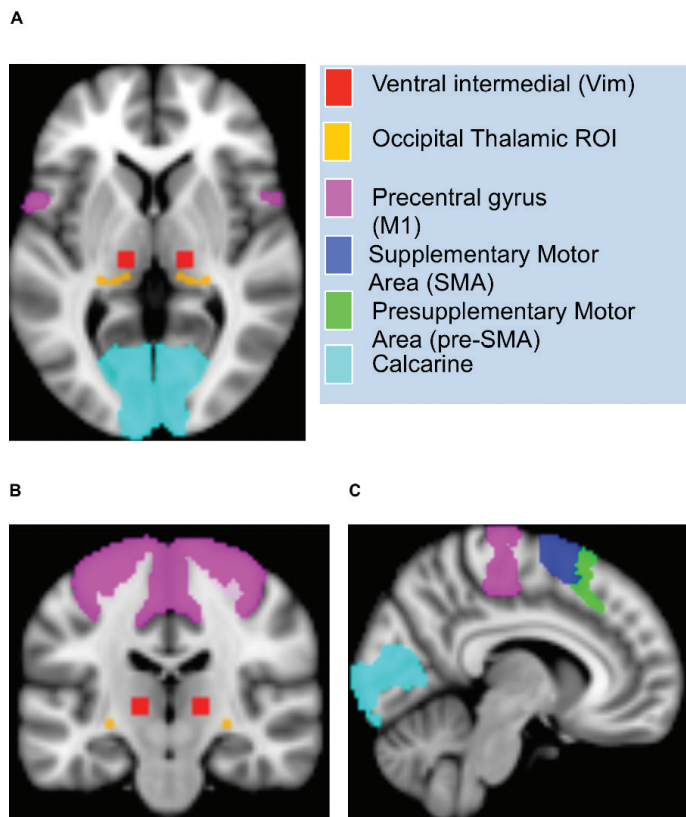 A
Ventral intermedial (Vim)
Occipital Thalamic ROI
Precentral gyrus
(M1)
Supplementary Motor
Area (SMA)
Presupplementary Motor
Area (pre-SMA)
Calcarine
B
C